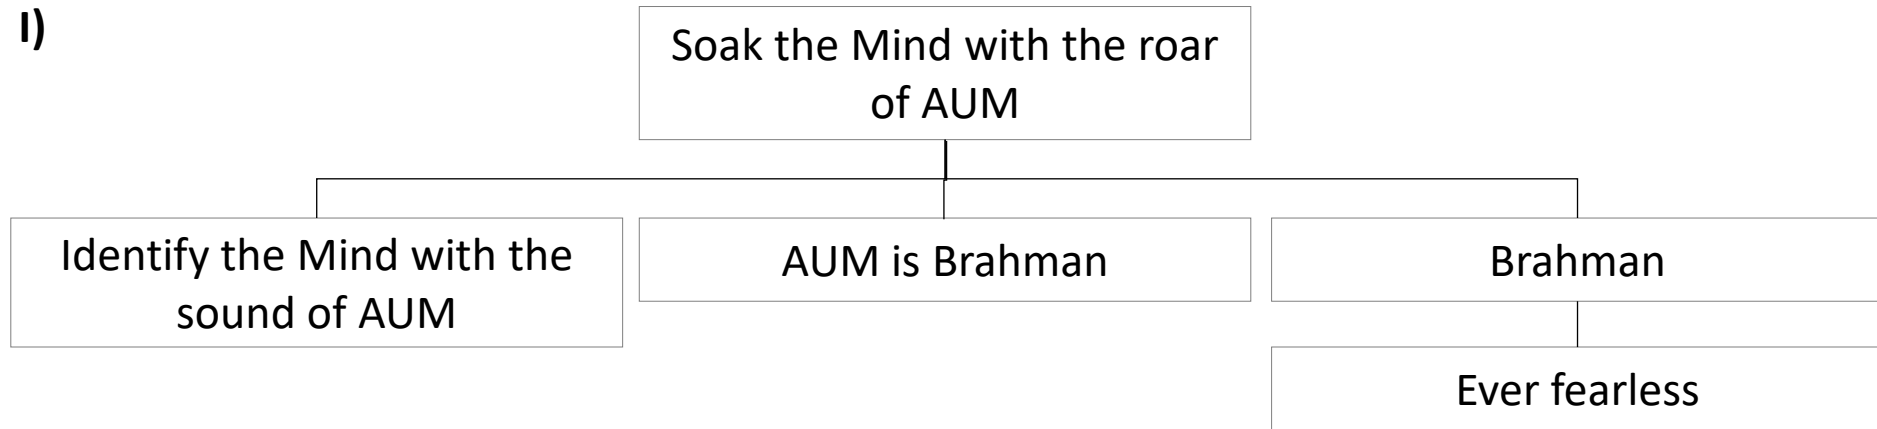 I)
Soak the Mind with the roar
of AUM
Identify the Mind with the
sound of AUM
AUM is Brahman
Brahman
Ever fearless